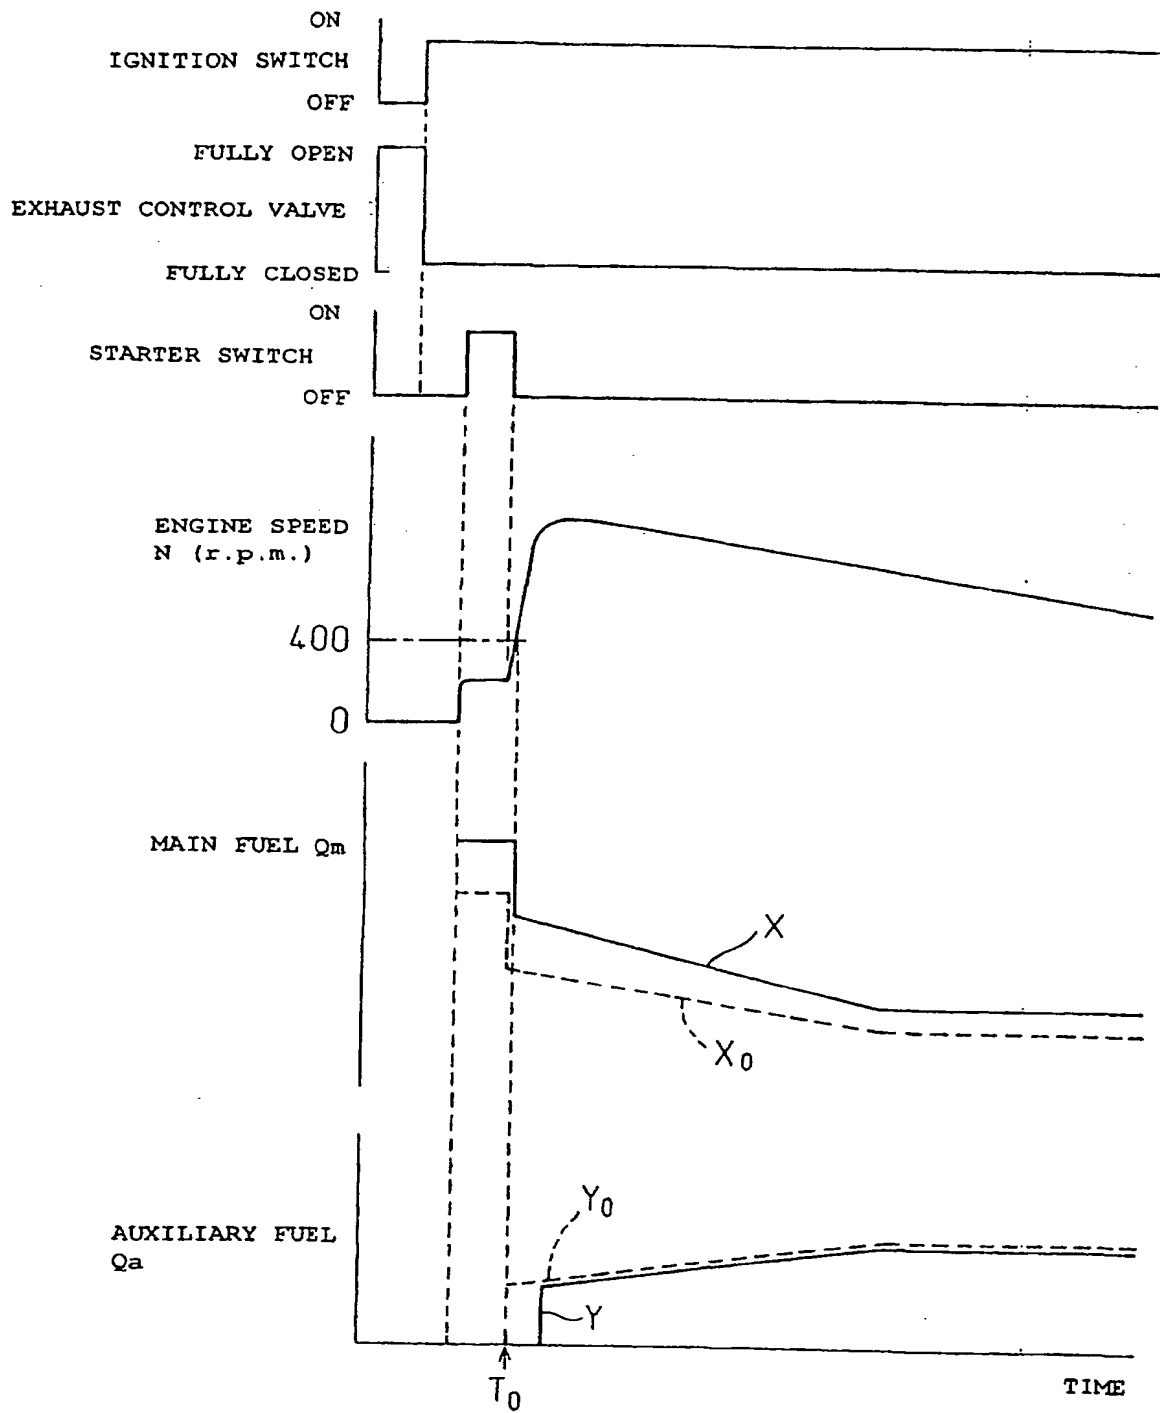 ON
IGNITION SWITCH
OFF
FULLY OPEN
EXHAUST CONTROL VALVE
FULLY CLOSED
ON
STARTER SWITCH
OFF
ENGINE SPEED
N (r.p.m.)
400
0
MAIN FUEL Qm
X
X0
Y0
AUXILIARY FUEL
Qa
Y
T0
TIME